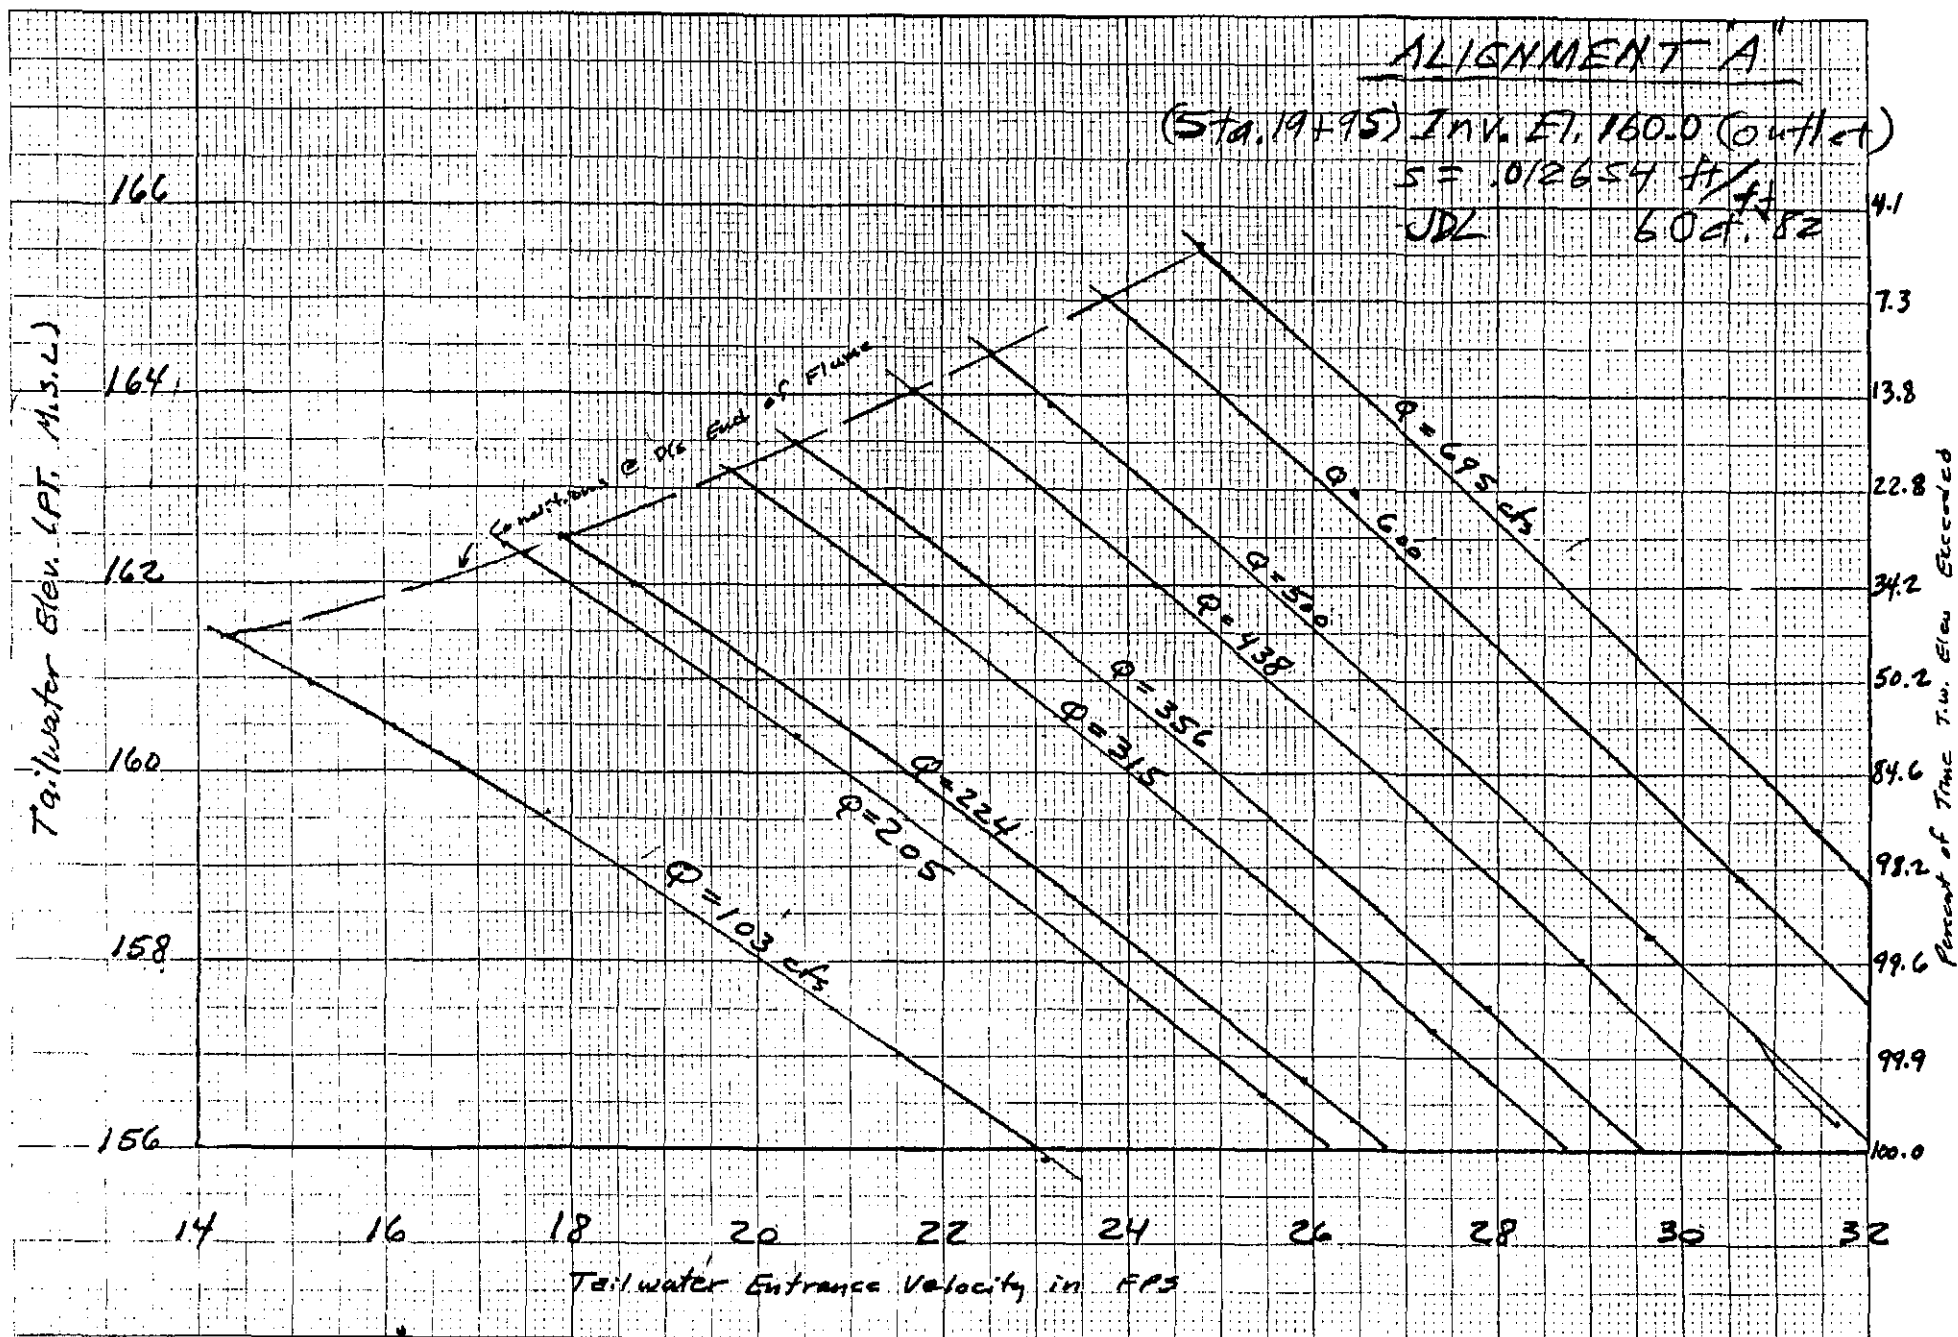 ALIGNMENT "A"
(Sta. 19+95) Inv. El. 160.0 (outlet)
s = .012654 ft/ft
JDL 6 Oct. 82
Tailwater Elev. (FT. M.S.L)
166
164
162
160
158
156
14 16 18 20 22 24 26 28 30 32
Tailwater Entrance Velocity in FPS
4.1
7.3
13.8
22.8
34.2
50.2
84.6
98.2
99.6
99.9
100.0
Percent of Time T.W. Elev Exceeded
Conditions @ D/S End of Flume
Q = 695 cfs
Q = 600
Q = 500
Q = 438
Q = 356
Q = 315
Q = 224
Q = 205
Q = 103 cfs